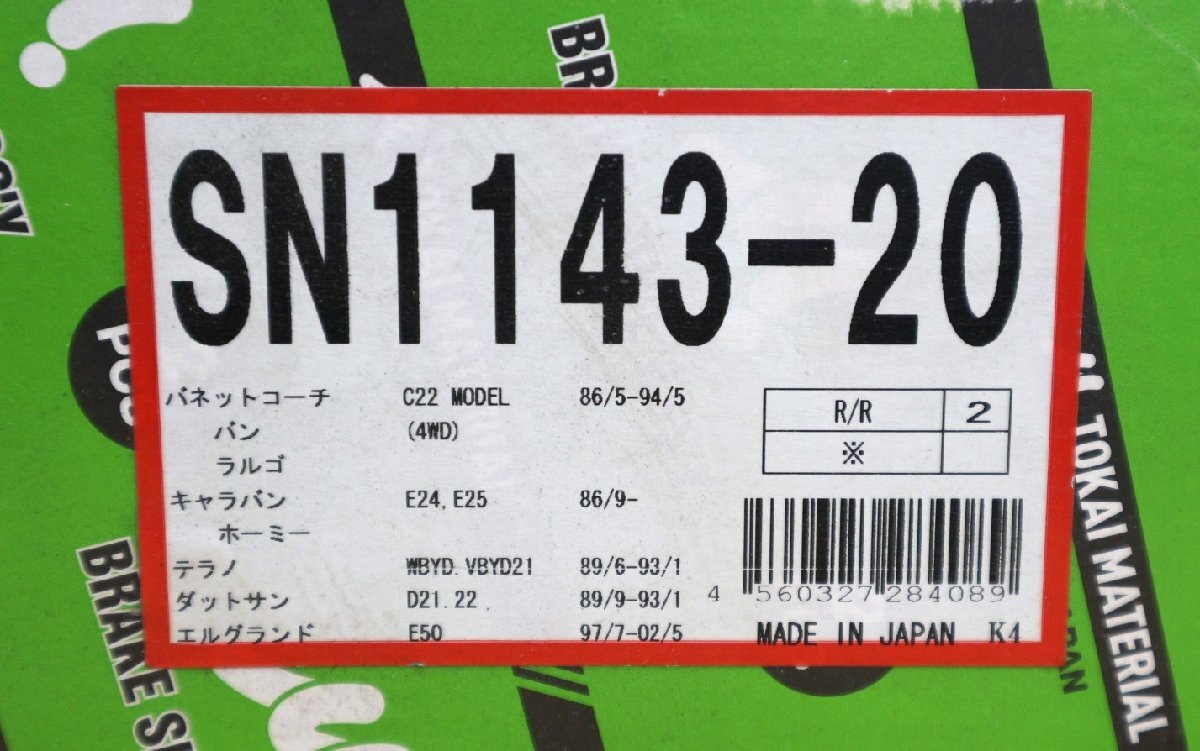 SN1143-20
バネットコーチ C22 MODEL 86/5-94/5
バン (4WD)
ラルゴ
キャラバン E24, E25 86/9-
ホーミー
テラノ WBYD. VBYD21 89/6-93/1
ダットサン D21. 22 89/9-93/1
エルグランド E50 97/7-02/5
R/R 2
※
4 560327 284089
MADE IN JAPAN K4
TOKAI MATERIAL
BRAKE